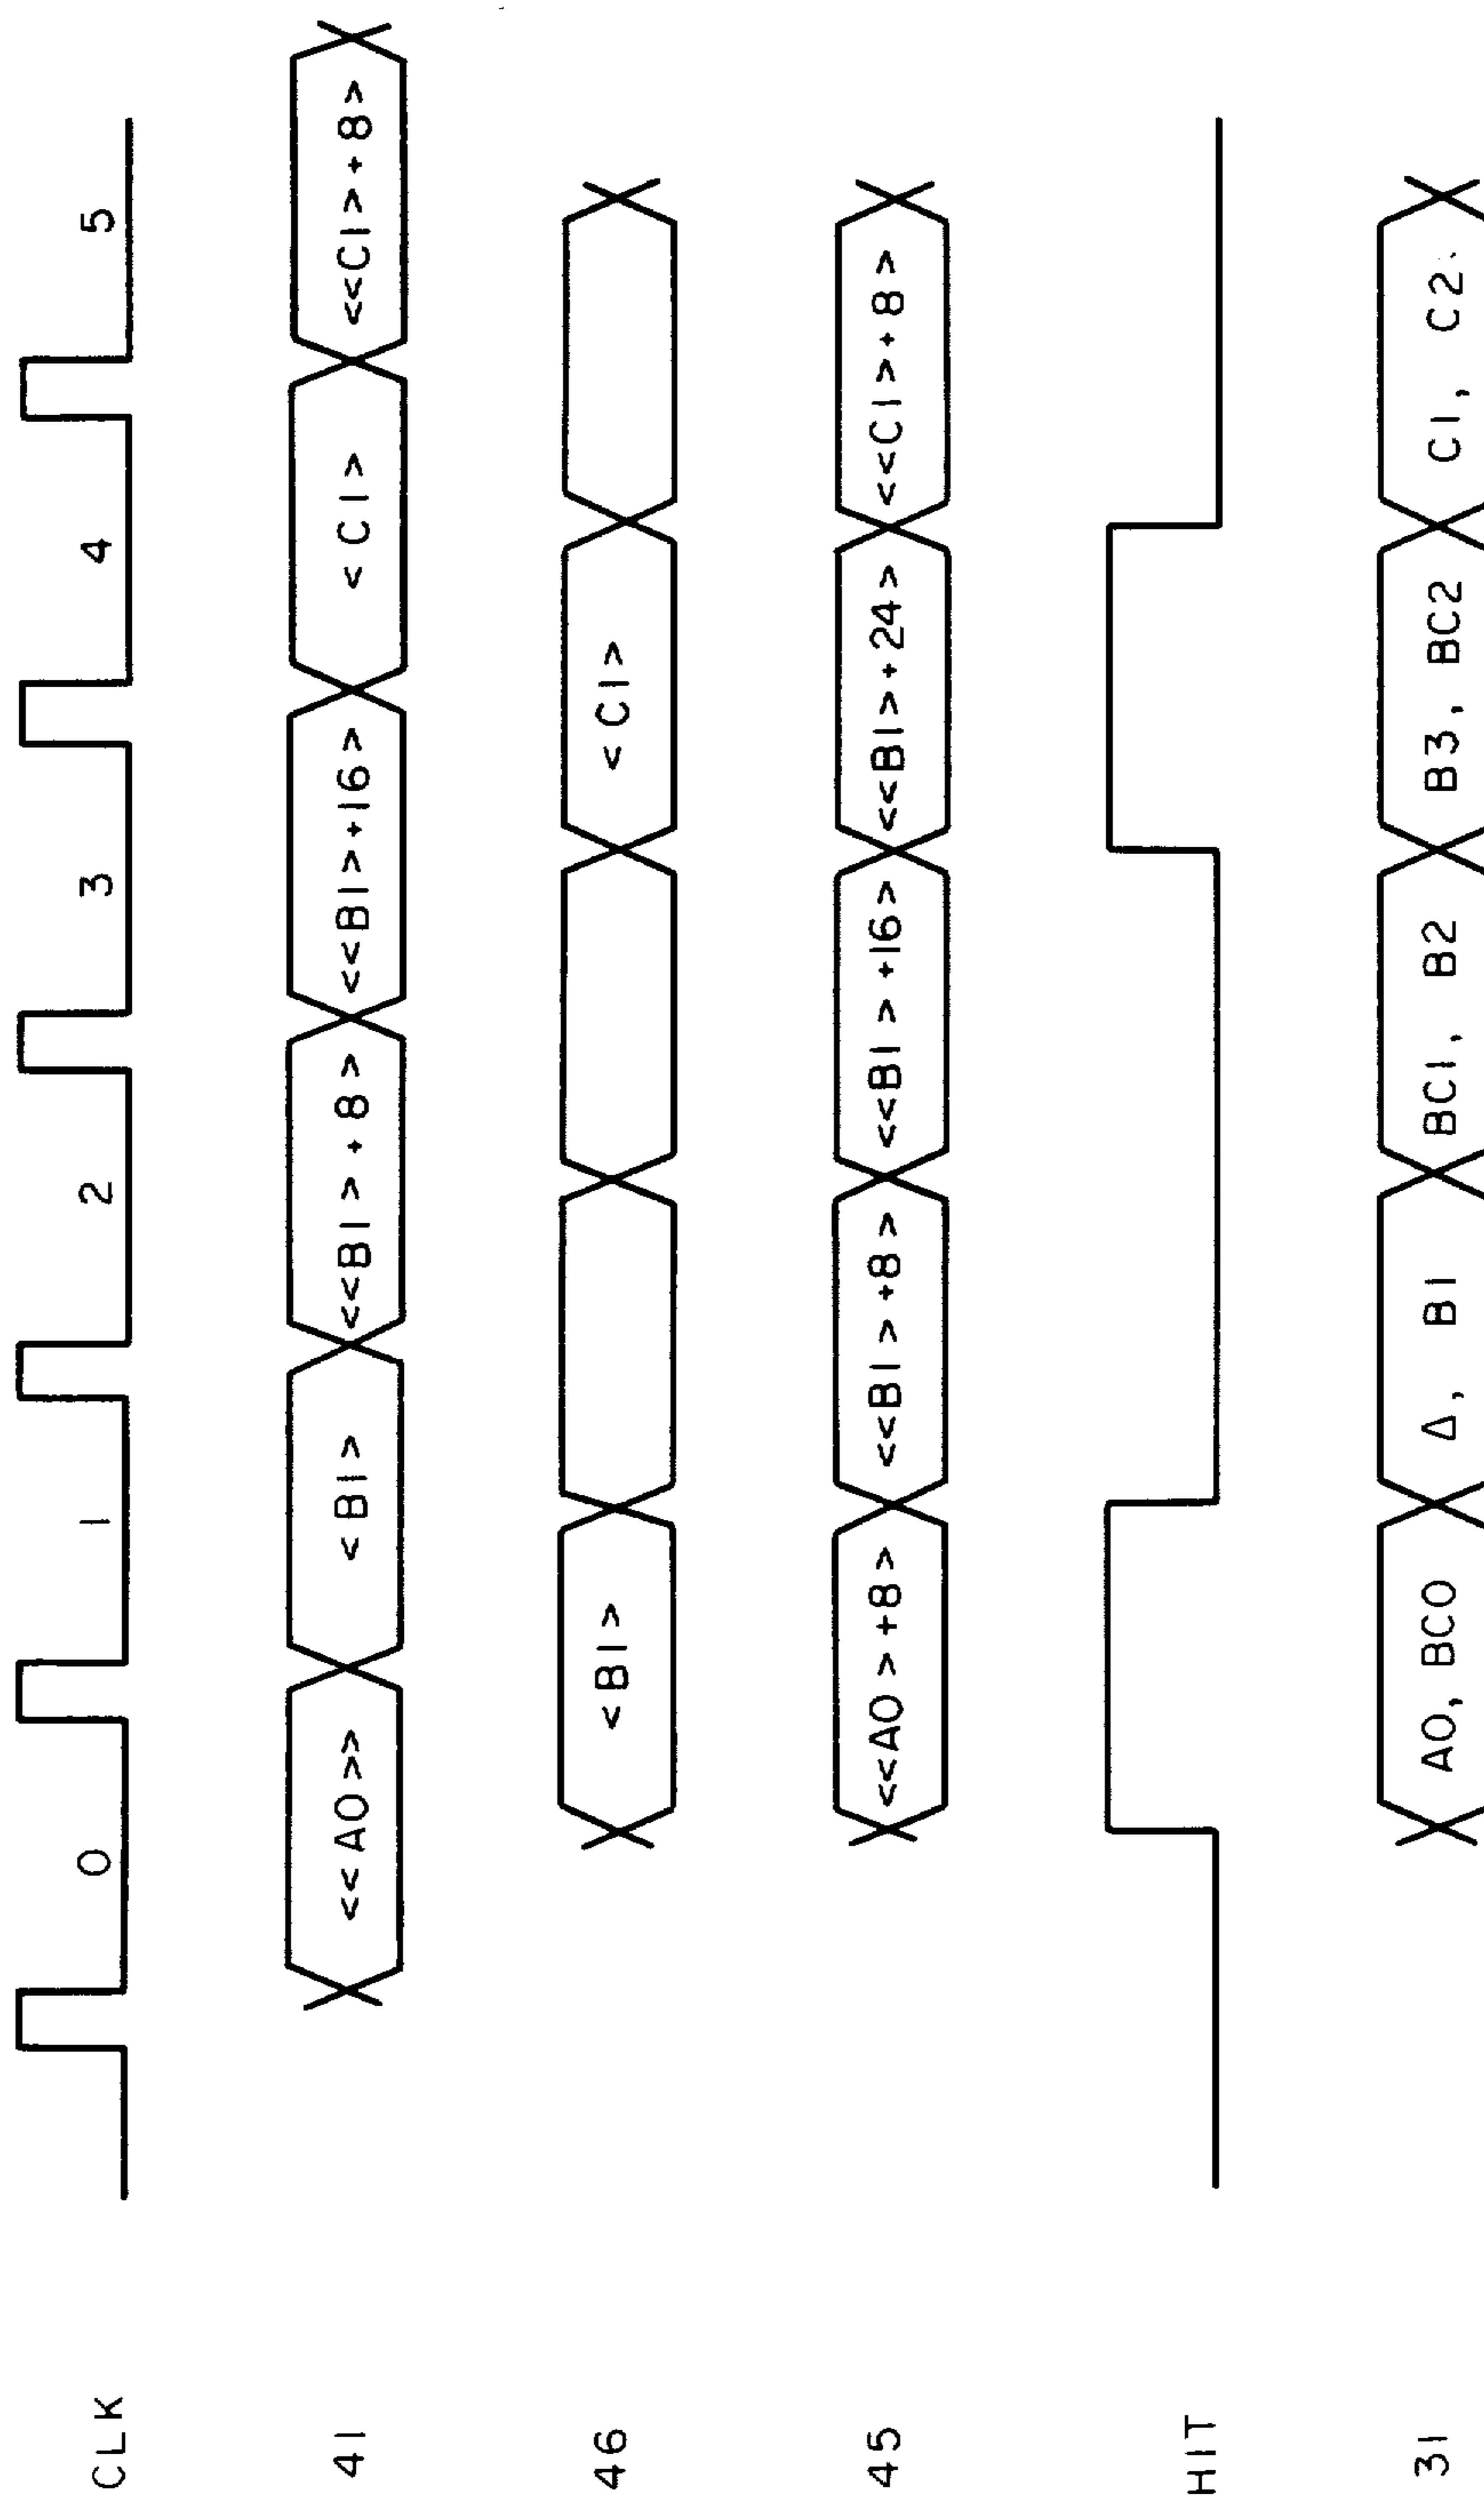 CLK 0 1 2 3 4 5
41 <<A0>> <B1> <<B1>+8> <<B1>+16> <C1> <<C1>+8>
46 <B1> <C1>
45 <<A0>+8> <<B1>+8> <<B1>+16> <<B1>+24> <<C1>+8>
HIT
31 A0, BC0 Δ, B1 BC1, B2 B3, BC2 C1, C2